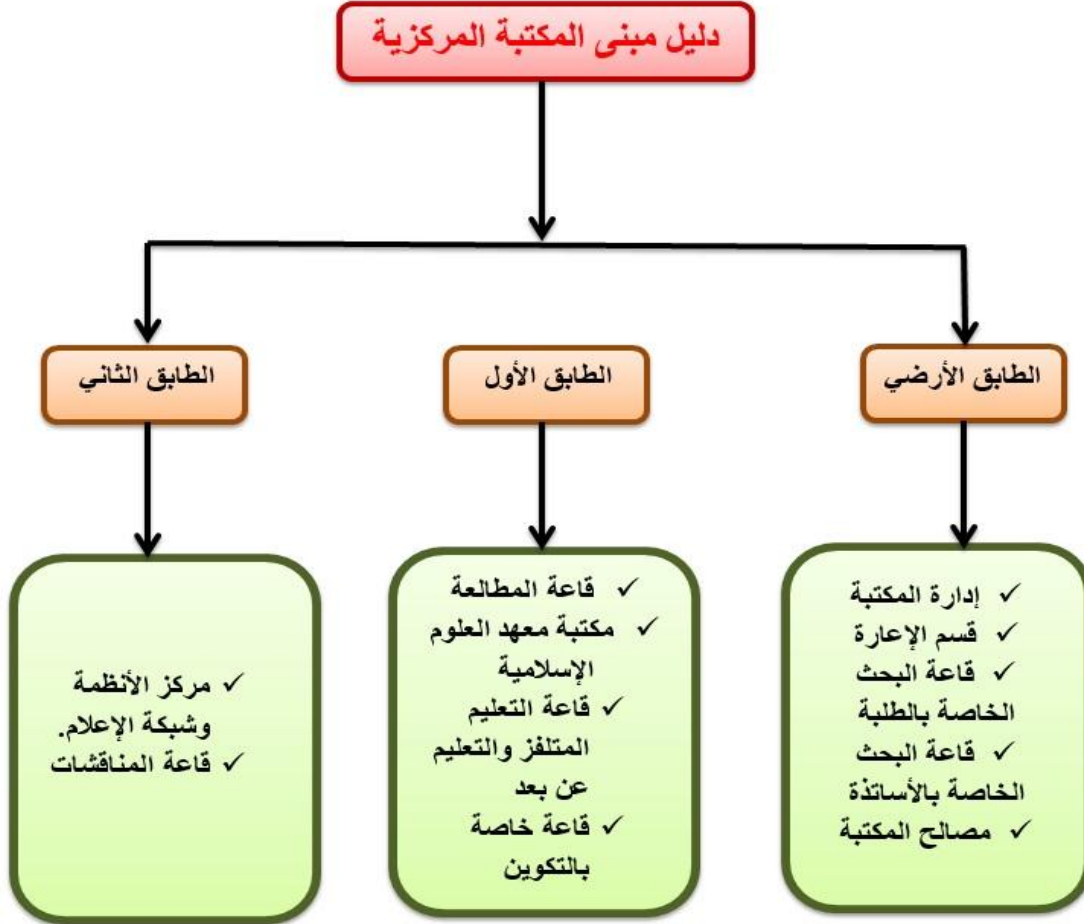 دليل مبنى المكتبة المركزية
الطابق الأرضي
✓ إدارة المكتبة
✓ قسم الإعارة
✓ قاعة البحث
الخاصة بالطلبة
✓ قاعة البحث
الخاصة بالأساتذة
✓ مصالح المكتبة
الطابق الأول
✓ قاعة المطالعة
✓ مكتبة معهد العلوم
الإسلامية
✓ قاعة التعليم
المتلفز والتعليم
عن بعد
✓ قاعة خاصة
بالتكوين
الطابق الثاني
✓ مركز الأنظمة
وشبكة الإعلام.
✓ قاعة المناقشات